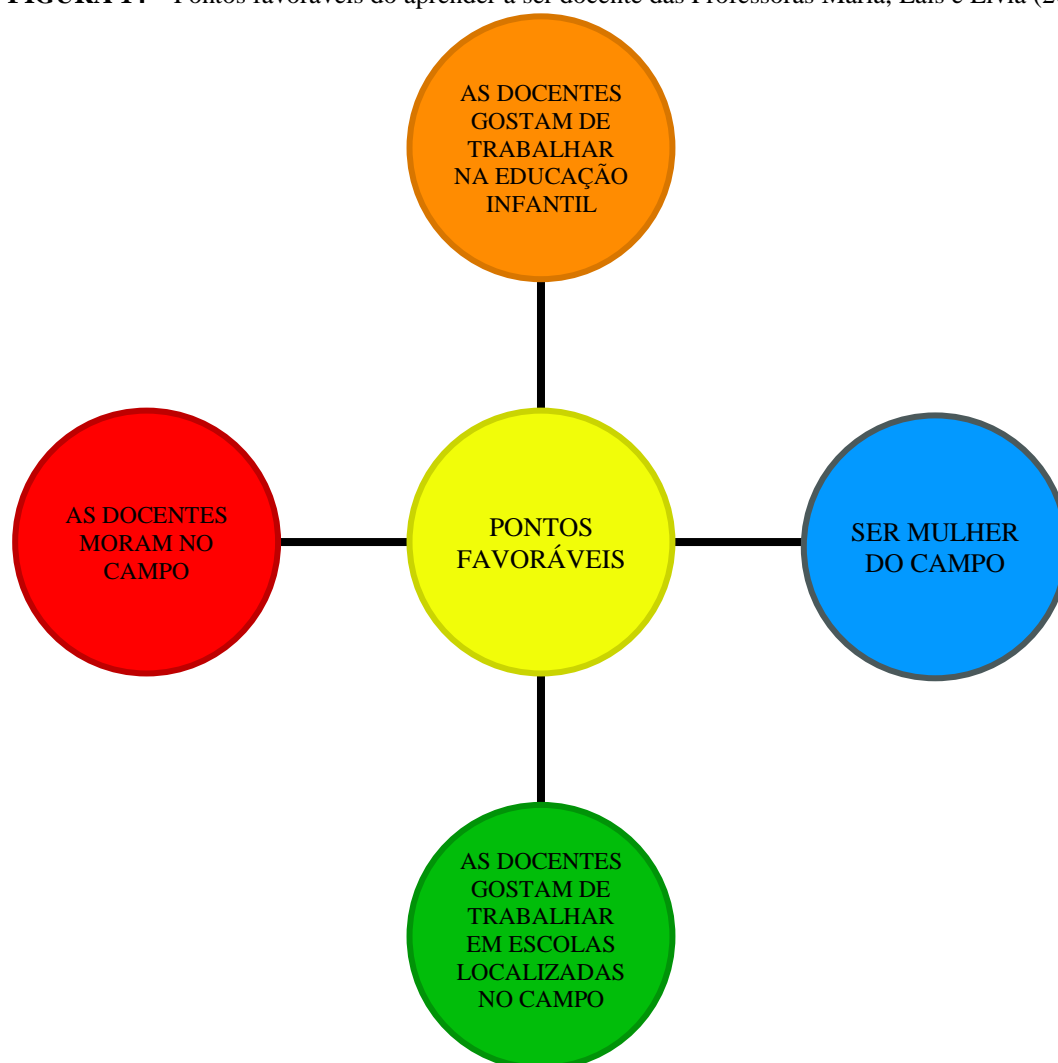 Pontos favoráveis do aprender a ser docente das Professoras Maria, Laís e Lívia
AS DOCENTES
GOSTAM DE
TRABALHAR
NA EDUCAÇÃO
INFANTIL
AS DOCENTES
MORAM NO
CAMPO
PONTOS
FAVORÁVEIS
SER MULHER
DO CAMPO
AS DOCENTES
GOSTAM DE
TRABALHAR
EM ESCOLAS
LOCALIZADAS
NO CAMPO